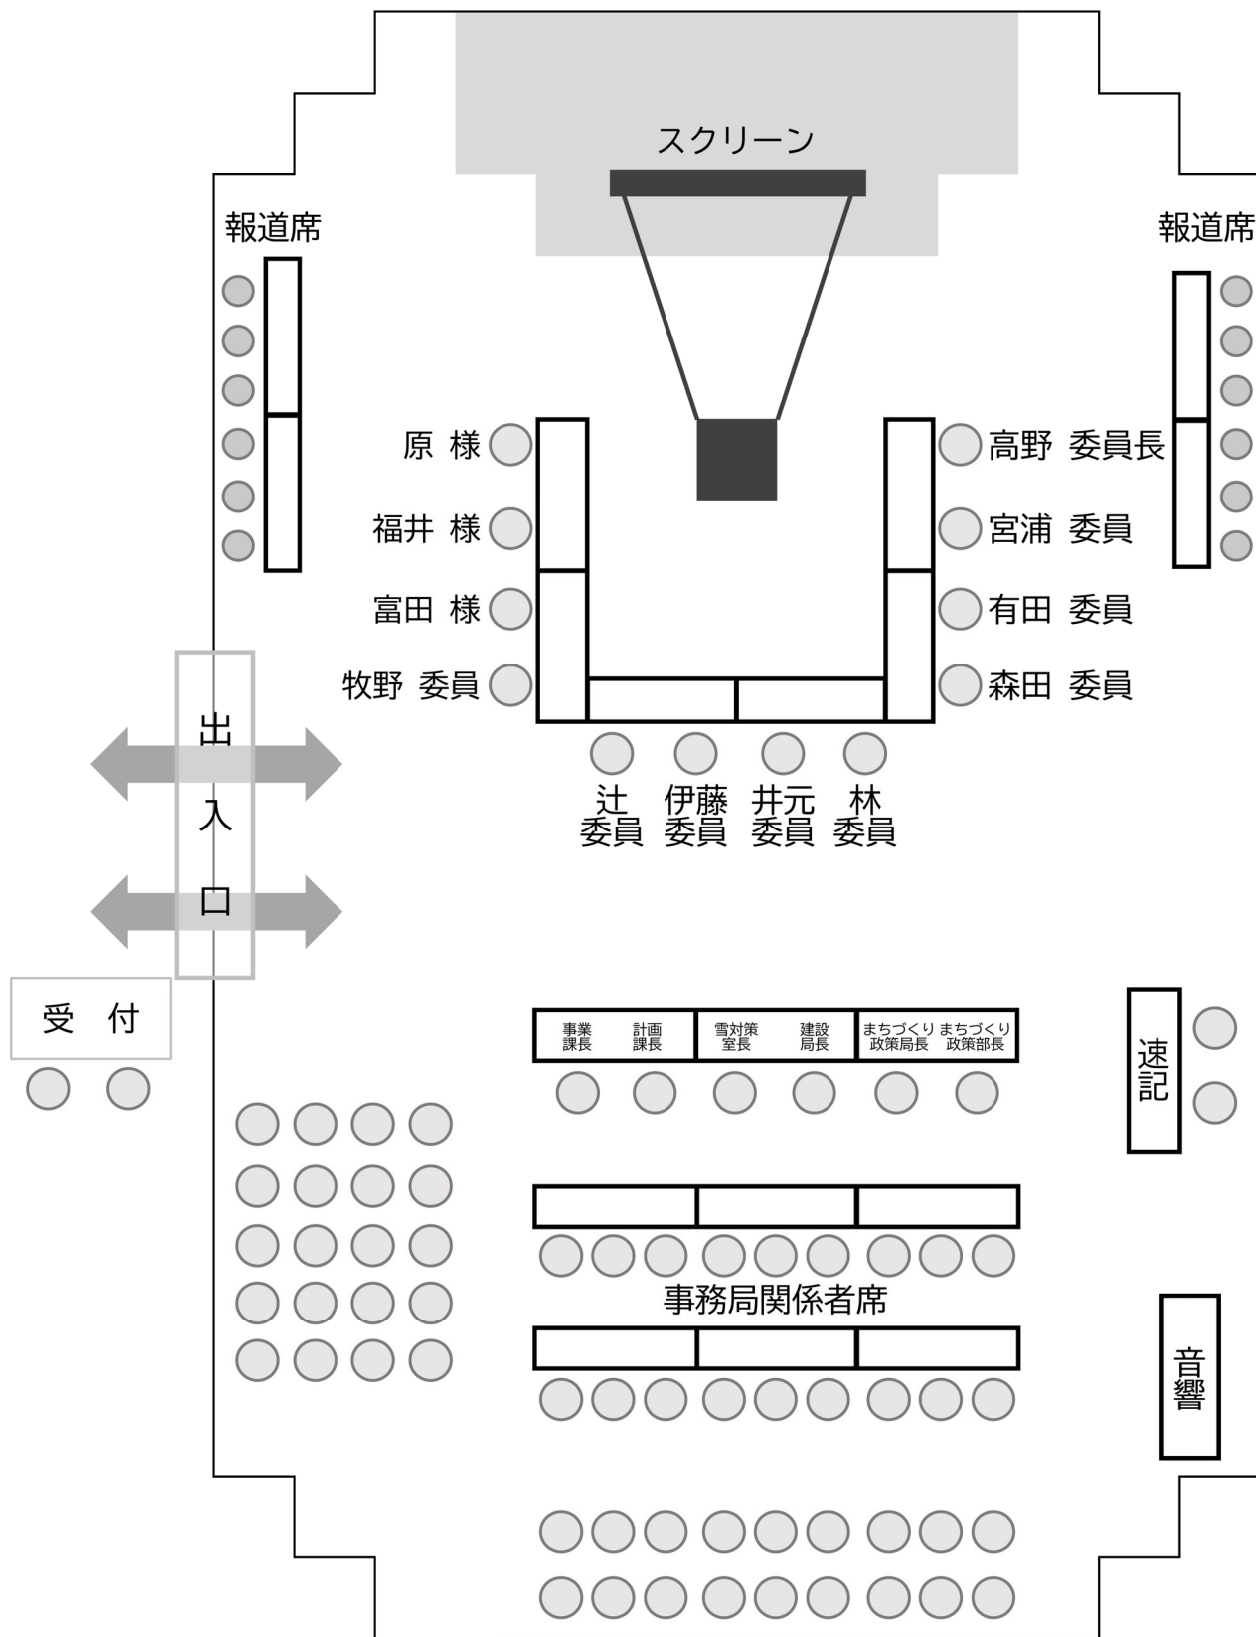 スクリーン
報道席
報道席
原 様
高野 委員長
福井 様
宮浦 委員
富田 様
有田 委員
牧野 委員
森田 委員
辻
委員
伊藤
委員
井元
委員
林
委員
出
入
口
受 付
事業
課長
計画
課長
雪対策
室長
建設
局長
まちづくり
政策局長
まちづくり
政策部長
速記
事務局関係者席
音響